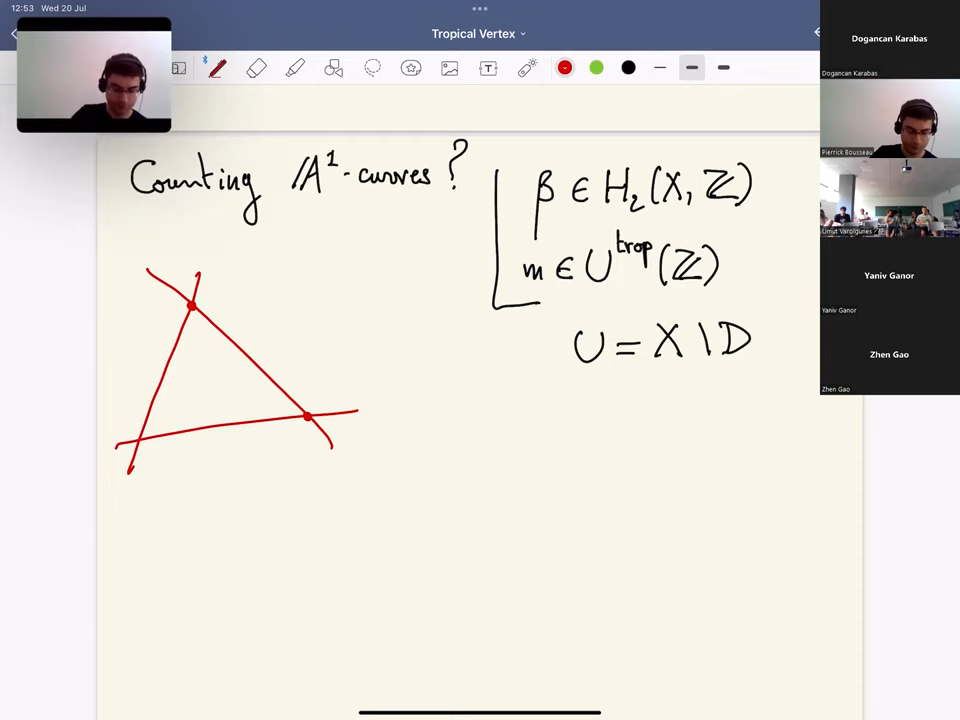 12:53 Wed 20 Jul
Tropical Vertex
Counting 𝔸¹-curves ?
β ∈ H₂(X, ℤ)
m ∈ U^trop(ℤ)
U = X \ D
Dogancan Karabas
Dogancan Karabas
Pierrick Bousseau
Umut Varolgunes
Yaniv Ganor
Yaniv Ganor
Zhen Gao
Zhen Gao